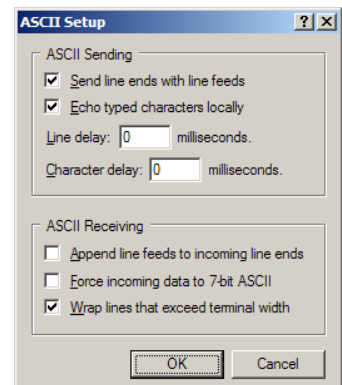 ASCII Setup
ASCII Sending
Send line ends with line feeds
Echo typed characters locally
Line delay: 0 milliseconds.
Character delay: 0 milliseconds.
ASCII Receiving
Append line feeds to incoming line ends
Force incoming data to 7-bit ASCII
Wrap lines that exceed terminal width
OK Cancel